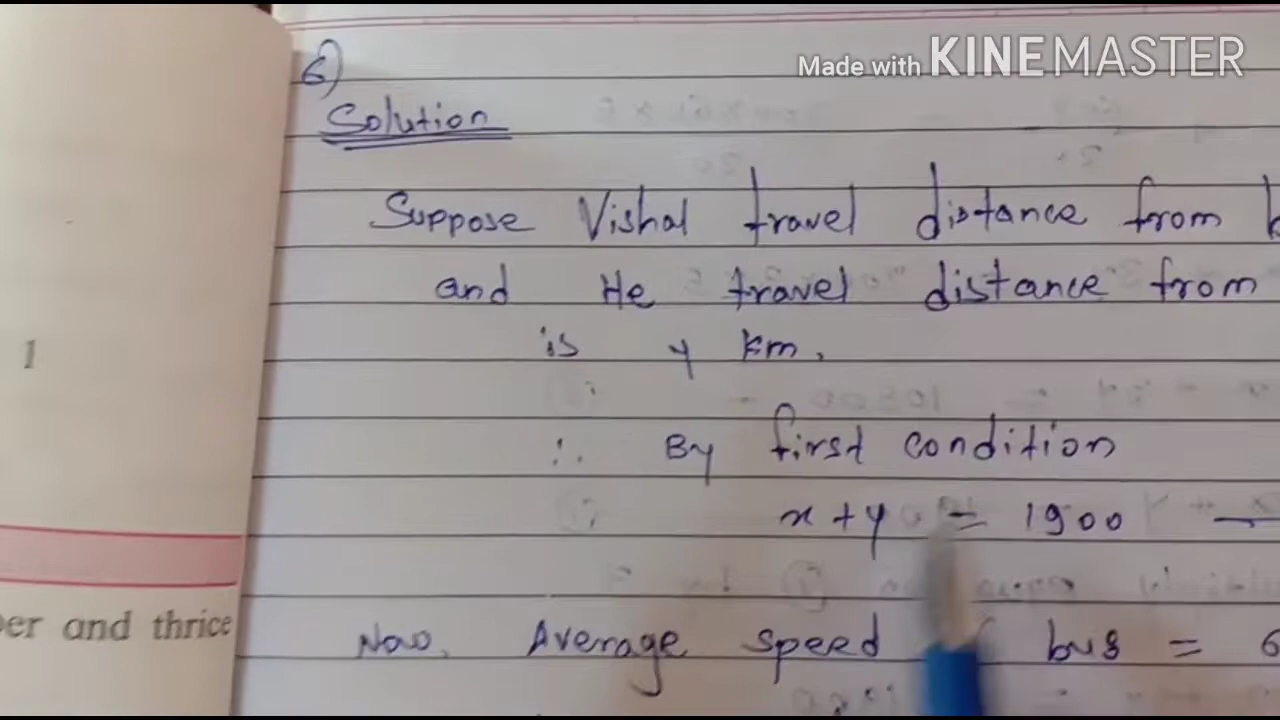 Made with KINEMASTER
6)
Solution
Suppose Vishal travel distance from
and He travel distance from
is y km.
∴ By first condition
x + y = 1900 —
1
Now, Average speed bus = 6
and thrice